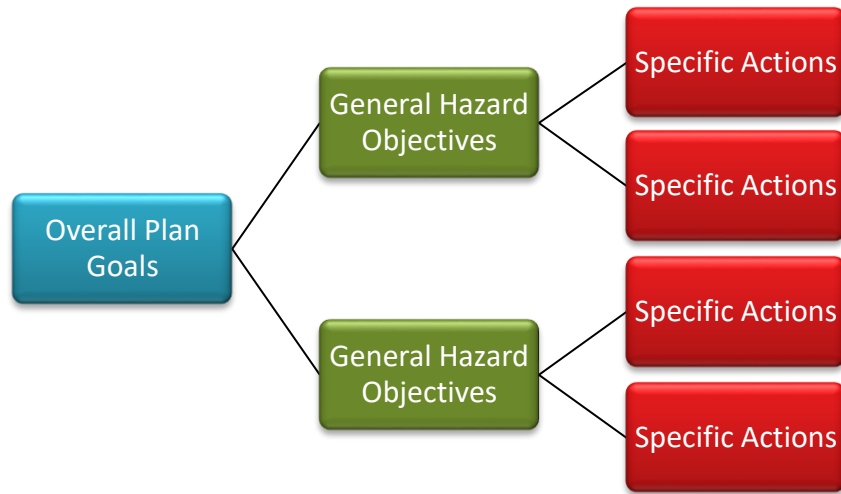 Overall Plan
Goals
General Hazard
Objectives
Specific Actions
Specific Actions
General Hazard
Objectives
Specific Actions
Specific Actions